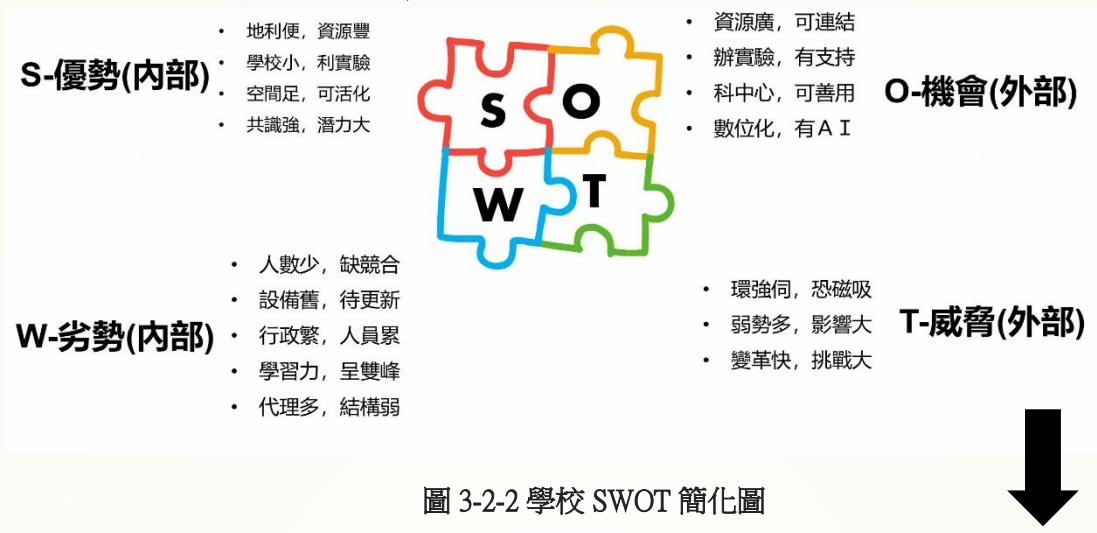 S-優勢(內部)
• 地利便，資源豐
• 學校小，利實驗
• 空間足，可活化
• 共識強，潛力大
S
O
W
T
• 資源廣，可連結
• 辦實驗，有支持
• 科中心，可善用
• 數位化，有ＡＩ
O-機會(外部)
W-劣勢(內部)
• 人數少，缺競合
• 設備舊，待更新
• 行政繁，人員累
• 學習力，呈雙峰
• 代理多，結構弱
• 環強伺，恐磁吸
• 弱勢多，影響大
• 變革快，挑戰大
T-威脅(外部)
圖 3-2-2 學校 SWOT 簡化圖